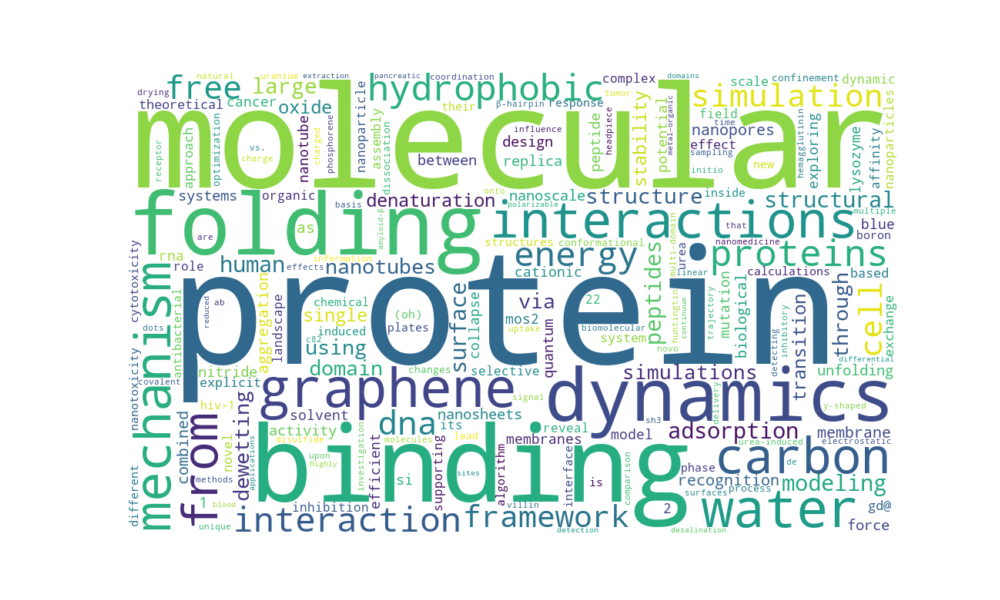 natural
uranium
extraction
pancreatic
coordination
domains
β-hairpin
free
large
hydrophobic
complex
scale
confinement
dynamic
drying
theoretical
cancer
oxide
their
response
tumor
simulation
molecular
receptor
approach
optimization
vs.
charge
nanotube
charged
phosphorene
nanoparticle
assembly
dissociation
between
influence
design
replica
peptide
headpiece
stability
potential
metal-organic
field
nanopores
effect
time
sampling
initio
new
exploring
hemagglutinin
lysozyme
affinity
nanoparticles
systems
organic
denaturation
nanoscale
structure
inside
structural
multiple
folding
basis
as
onto
polarizable
interactions
are
that
blue
boron
amyloid-β
rna
role
human
information
effects
nanotubes
structures
conformational
energy
cationic
peptides
multi-domain
urea
linear
nanomedicine
proteins
calculations
based
cytotoxicity
mechanism
dots
antibacterial
reduced
ab
aggregation
landscape
chemical
induced
c82
single
using
(oh)
plates
protein
surface
collapse
mos2
uptake
via
quantum
22
biomolecular
system
novo
huntingtin
continuum
trajectory
mutation
biological
transition
detecting
inhibitory
through
cell
exchange
differential
unfolding
nanotoxicity
covalent
nitride
explicit
domain
changes
selective
simulations
hiv-1
solvent
graphene
signal
delivery
sh3
dynamics
γ-shaped
from
novel
dewetting
activity
disulfide
dna
its
nanosheets
reveal
membranes
model
adsorption
urea-induced
membrane
electrostatic
different
combined
methods
applications
upon
highly
binding
investigation
molecules
efficient
lead
supporting
si
sites
villin
algorithm
is
interface
comparison
phase
recognition
surfaces
process
de
carbon
modeling
1
blood
unique
inhibition
interaction
framework
detection
2
desalination
water
gd@
force